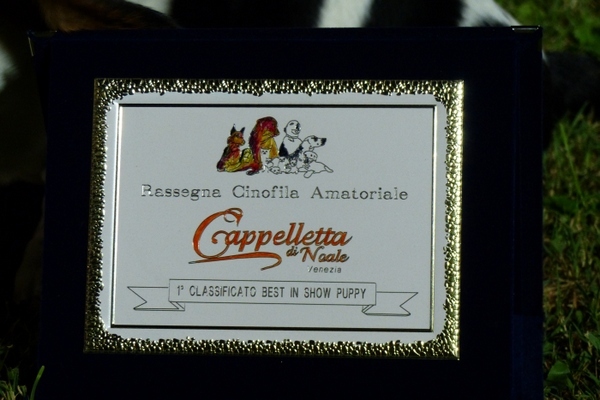 Rassegna Cinofila Amatoriale
Cappelletta
di Noale
Venezia
1° CLASSIFICATO BEST IN SHOW PUPPY